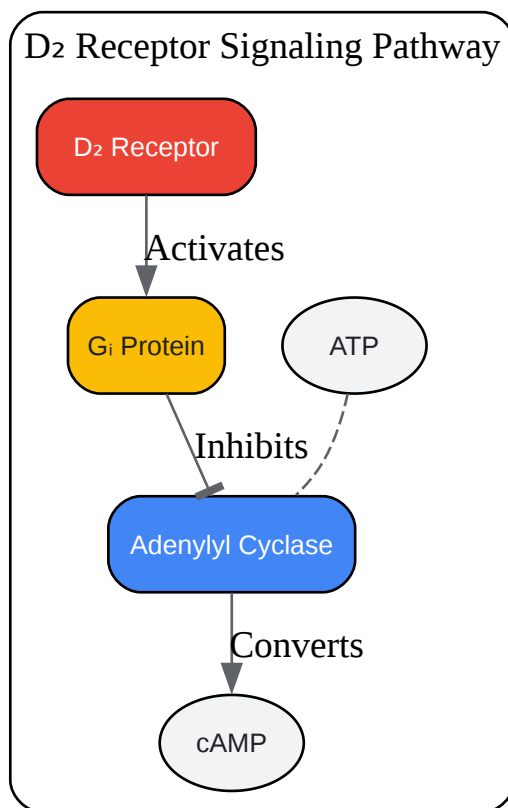 D₂ Receptor Signaling Pathway
D₂ Receptor
Activates
Gᵢ Protein
ATP
Inhibits
Adenylyl Cyclase
Converts
cAMP